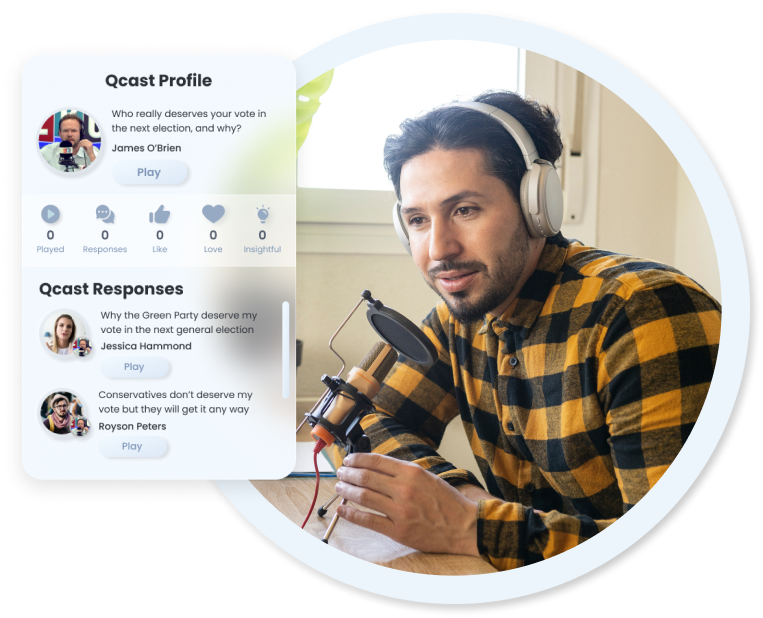 Qcast Profile
Who really deserves your vote in
the next election, and why?
James O’Brien
Play
0 0 0 0 0
Played Responses Like Love Insightful
Qcast Responses
Why the Green Party deserve my
vote in the next general election
Jessica Hammond
Play
Conservatives don’t deserve my
vote but they will get it any way
Royson Peters
Play